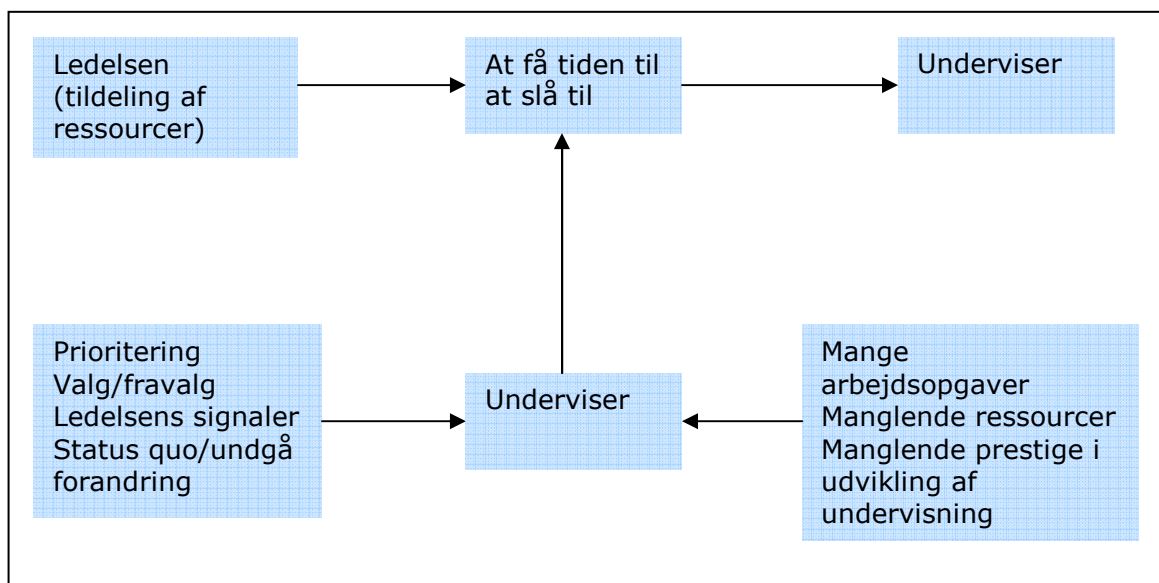 Ledelsen
(tildeling af
ressourcer)
At få tiden til
at slå til
Underviser
Prioritering
Valg/fravalg
Ledelsens signaler
Status quo/undgå
forandring
Underviser
Mange
arbejdsopgaver
Manglende ressourcer
Manglende prestige i
udvikling af
undervisning